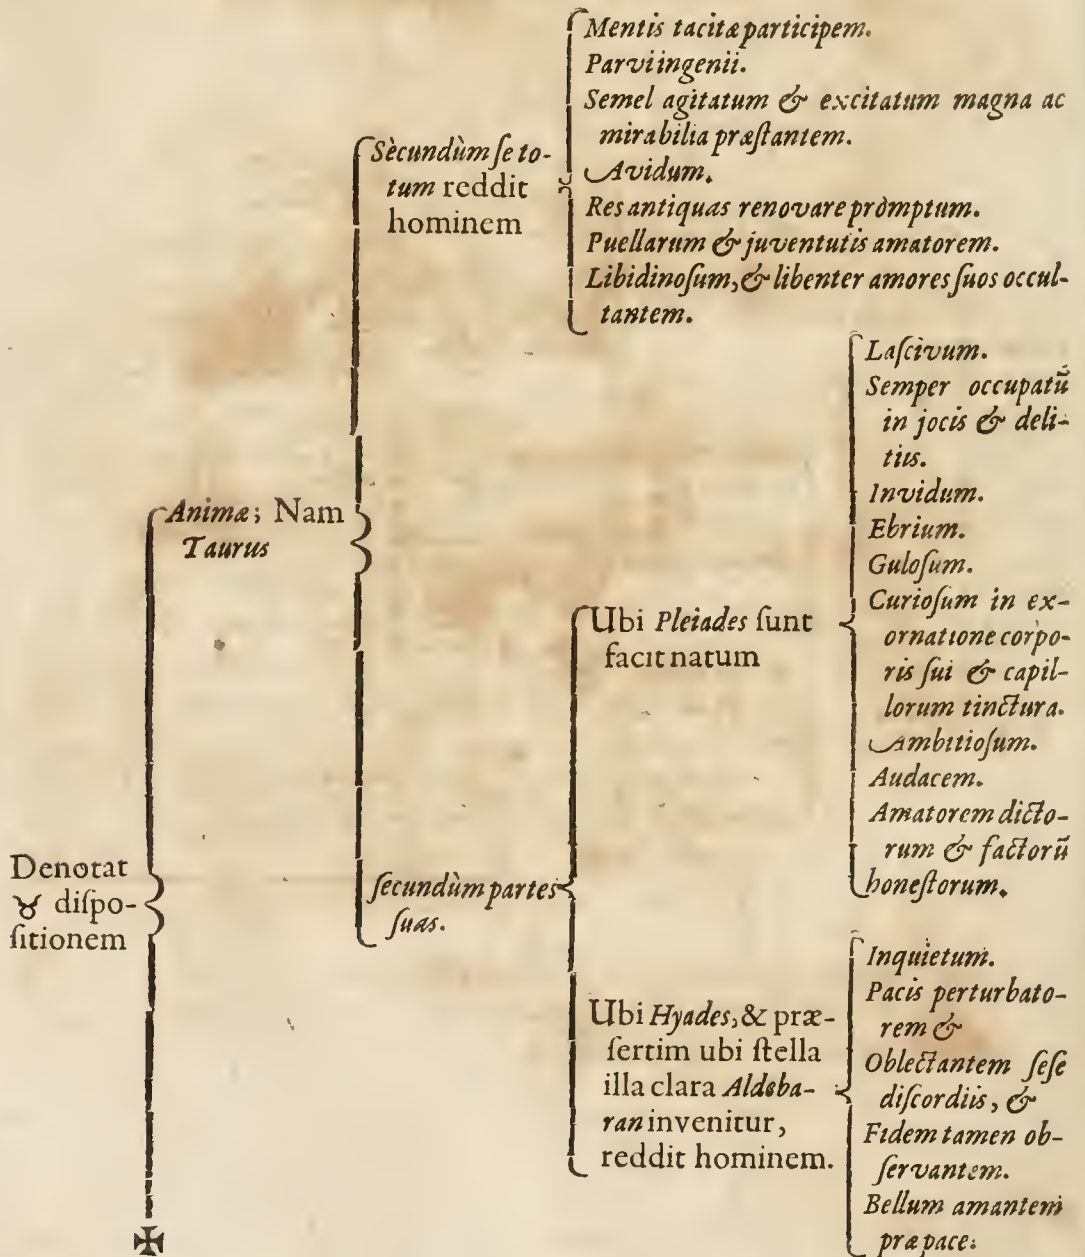 Mentis tacitæ participem.
Parvi ingenii.
Semel agitatum & excitatum magna ac
mirabilia præſtantem.
Avidum.
Res antiquas renovare pròmptum.
Puellarum & juventutis amatorem.
Libidinoſum, & libenter amores ſuos occul-
tantem.
Sècundùm ſe to-
tum reddit
hominem
Laſcivum.
Semper occupatū
in jocis & deli-
tiis.
Invidum.
Ebrium.
Guloſum.
Curioſum in ex-
ornatione corpo-
ris ſui & capil-
lorum tinctura.
Ambitioſum.
Audacem.
Amatorem dicto-
rum & factorū
honeſtorum.
Animæ; Nam
Taurus
Ubi Pleiades ſunt
facit natum
Denotat
♉ diſpo-
ſitionem
ſecundùm partes
ſuas.
Ubi Hyades, & præ-
ſertim ubi ſtella
illa clara Aldeba-
ran invenitur,
reddit hominem.
Inquietum.
Pacis perturbato-
rem &
Oblectantem ſeſe
diſcordiis, &
Fidem tamen ob-
ſervantem.
Bellum amantem
præ pace.
✠